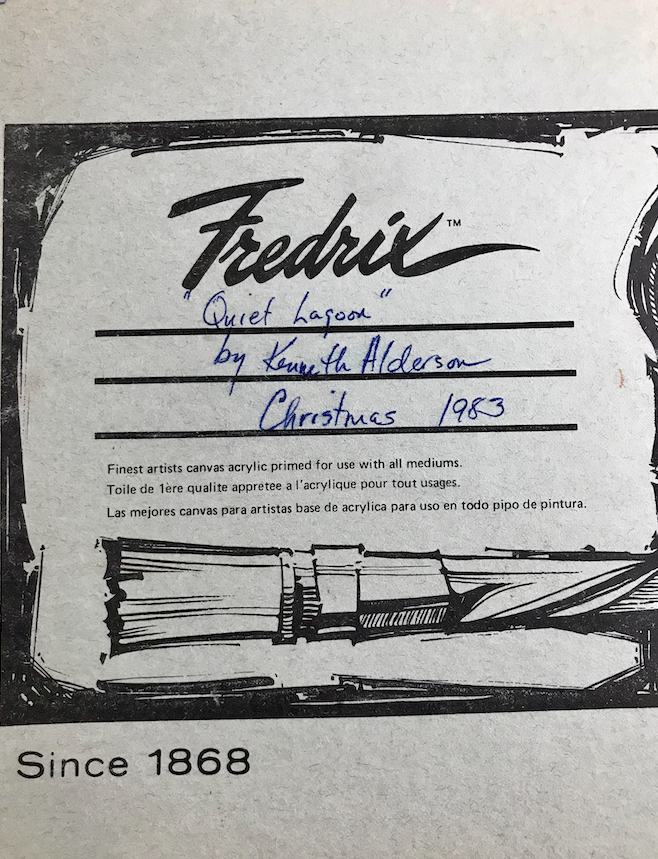 Fredrix™
"Quiet Lagoon"
by Kenneth Alderson
Christmas 1983
Finest artists canvas acrylic primed for use with all mediums.
Toile de 1ère qualite appretee a l'acrylique pour tout usages.
Las mejores canvas para artistas base de acrylica para uso en todo pipo de pintura.
Since 1868